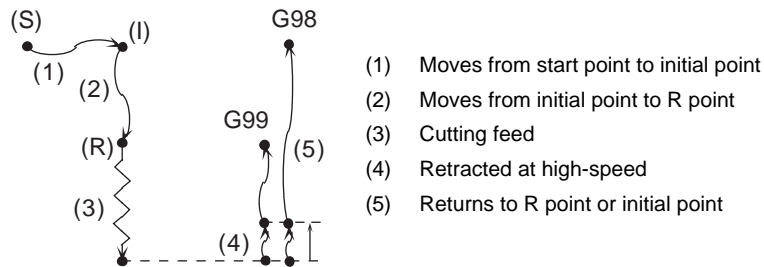 (S)
(I)
G98
(1)
(2)
G99
(R)
(5)
(3)
(4)
(1) Moves from start point to initial point
(2) Moves from initial point to R point
(3) Cutting feed
(4) Retracted at high-speed
(5) Returns to R point or initial point